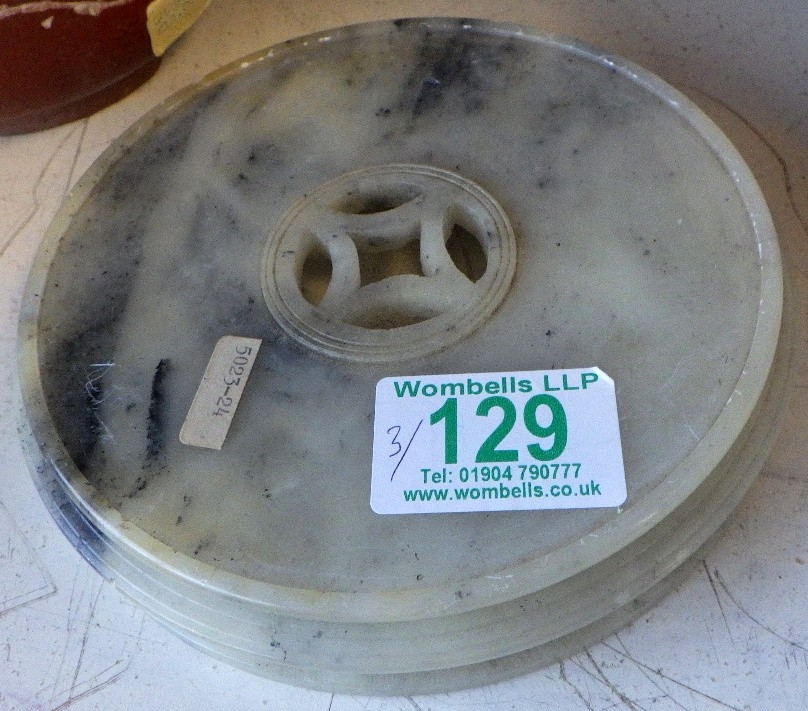 5023-24
Wombells LLP
3/ 129
Tel: 01904 790777
www.wombells.co.uk